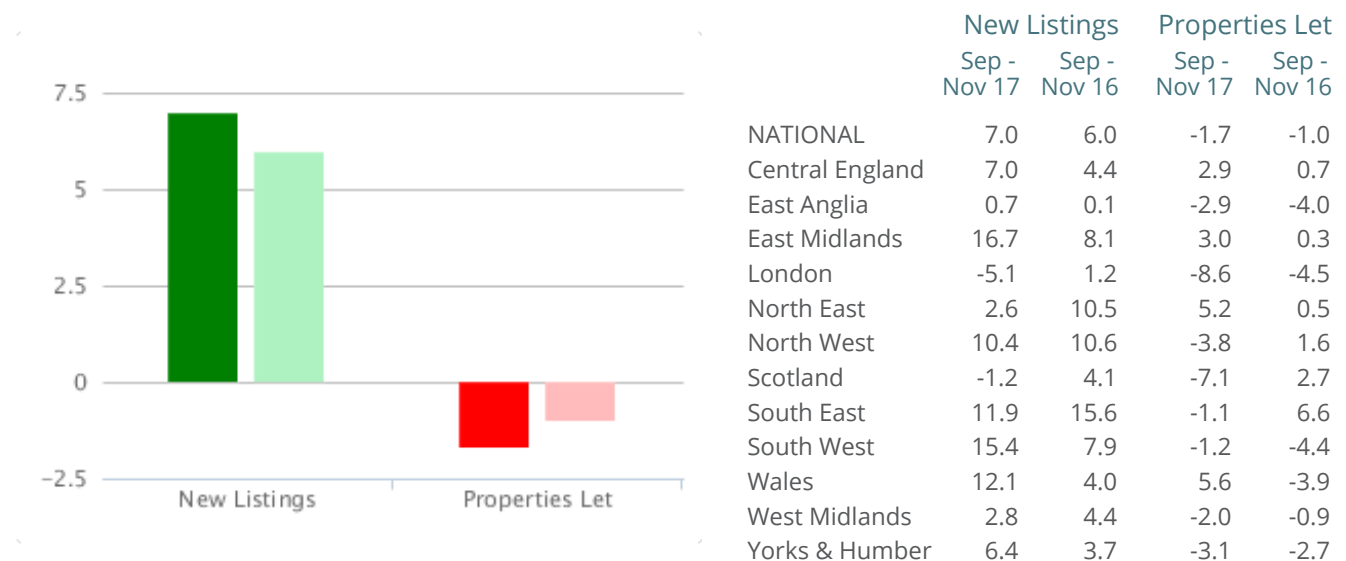 7.5
5
2.5
0
−2.5
New Listings
Properties Let
New Listings Properties Let
Sep - Sep - Sep - Sep -
Nov 17 Nov 16 Nov 17 Nov 16
NATIONAL 7.0 6.0 -1.7 -1.0
Central England 7.0 4.4 2.9 0.7
East Anglia 0.7 0.1 -2.9 -4.0
East Midlands 16.7 8.1 3.0 0.3
London -5.1 1.2 -8.6 -4.5
North East 2.6 10.5 5.2 0.5
North West 10.4 10.6 -3.8 1.6
Scotland -1.2 4.1 -7.1 2.7
South East 11.9 15.6 -1.1 6.6
South West 15.4 7.9 -1.2 -4.4
Wales 12.1 4.0 5.6 -3.9
West Midlands 2.8 4.4 -2.0 -0.9
Yorks & Humber 6.4 3.7 -3.1 -2.7